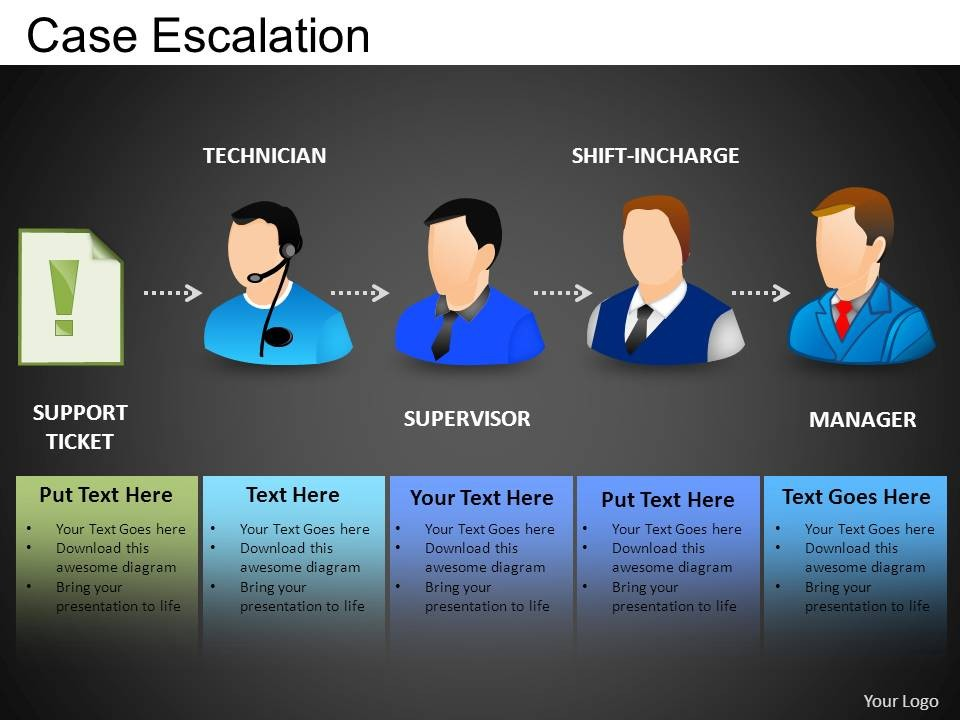 Case Escalation
TECHNICIAN
SHIFT-INCHARGE
SUPPORT
TICKET
SUPERVISOR
MANAGER
Put Text Here
• Your Text Goes here
• Download this
awesome diagram
• Bring your
presentation to life
Text Here
• Your Text Goes here
• Download this
awesome diagram
• Bring your
presentation to life
Your Text Here
• Your Text Goes here
• Download this
awesome diagram
• Bring your
presentation to life
Put Text Here
• Your Text Goes here
• Download this
awesome diagram
• Bring your
presentation to life
Text Goes Here
• Your Text Goes here
• Download this
awesome diagram
• Bring your
presentation to life
Your Logo